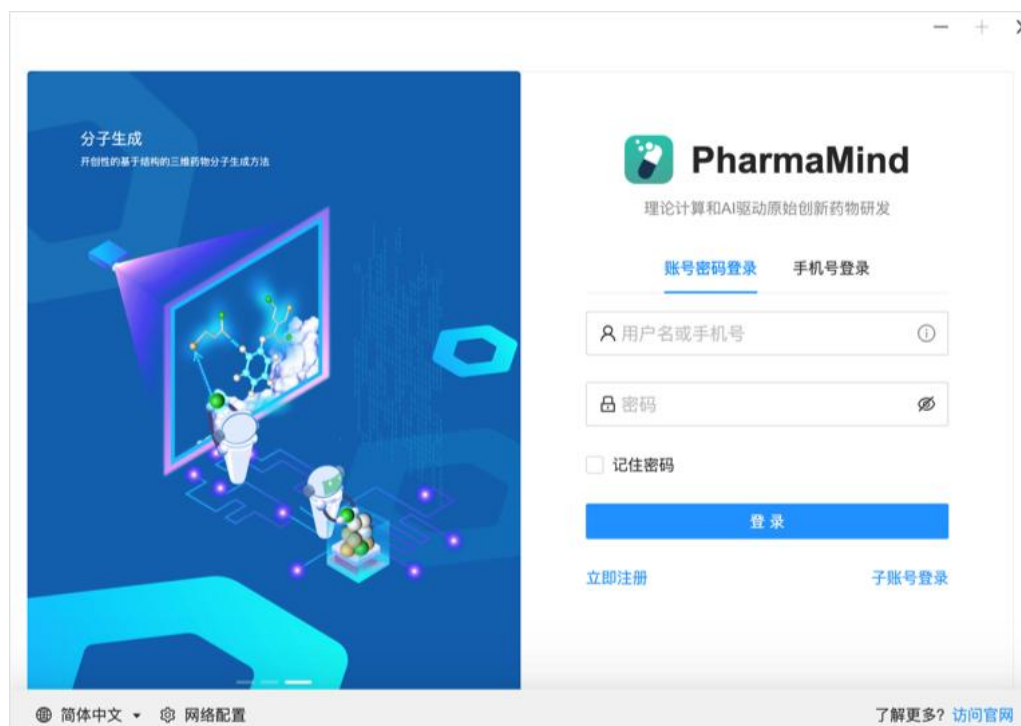 分子生成
开创性的基于结构的三维药物分子生成方法
PharmaMind
理论计算和AI驱动原始创新药物研发
账号密码登录 手机号登录
用户名或手机号
密码
记住密码
登录
立即注册 子账号登录
简体中文 网络配置 了解更多? 访问官网